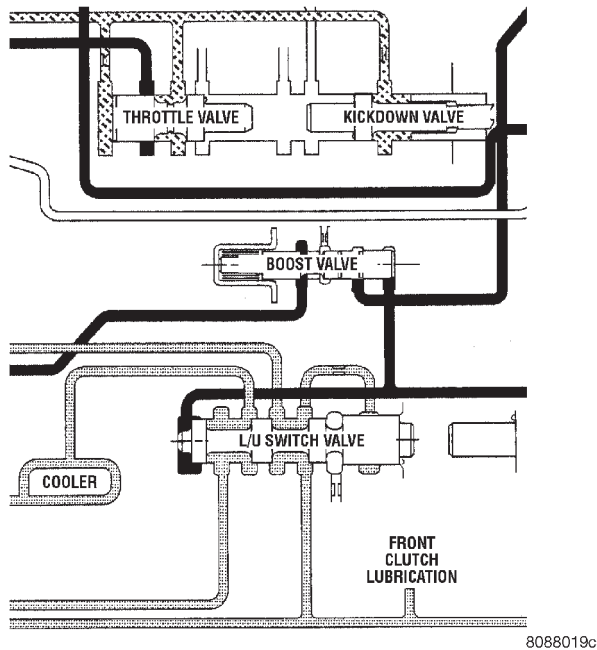 THROTTLE VALVE
KICKDOWN VALVE
BOOST VALVE
L/U SWITCH VALVE
COOLER
FRONT
CLUTCH
LUBRICATION
8088019c